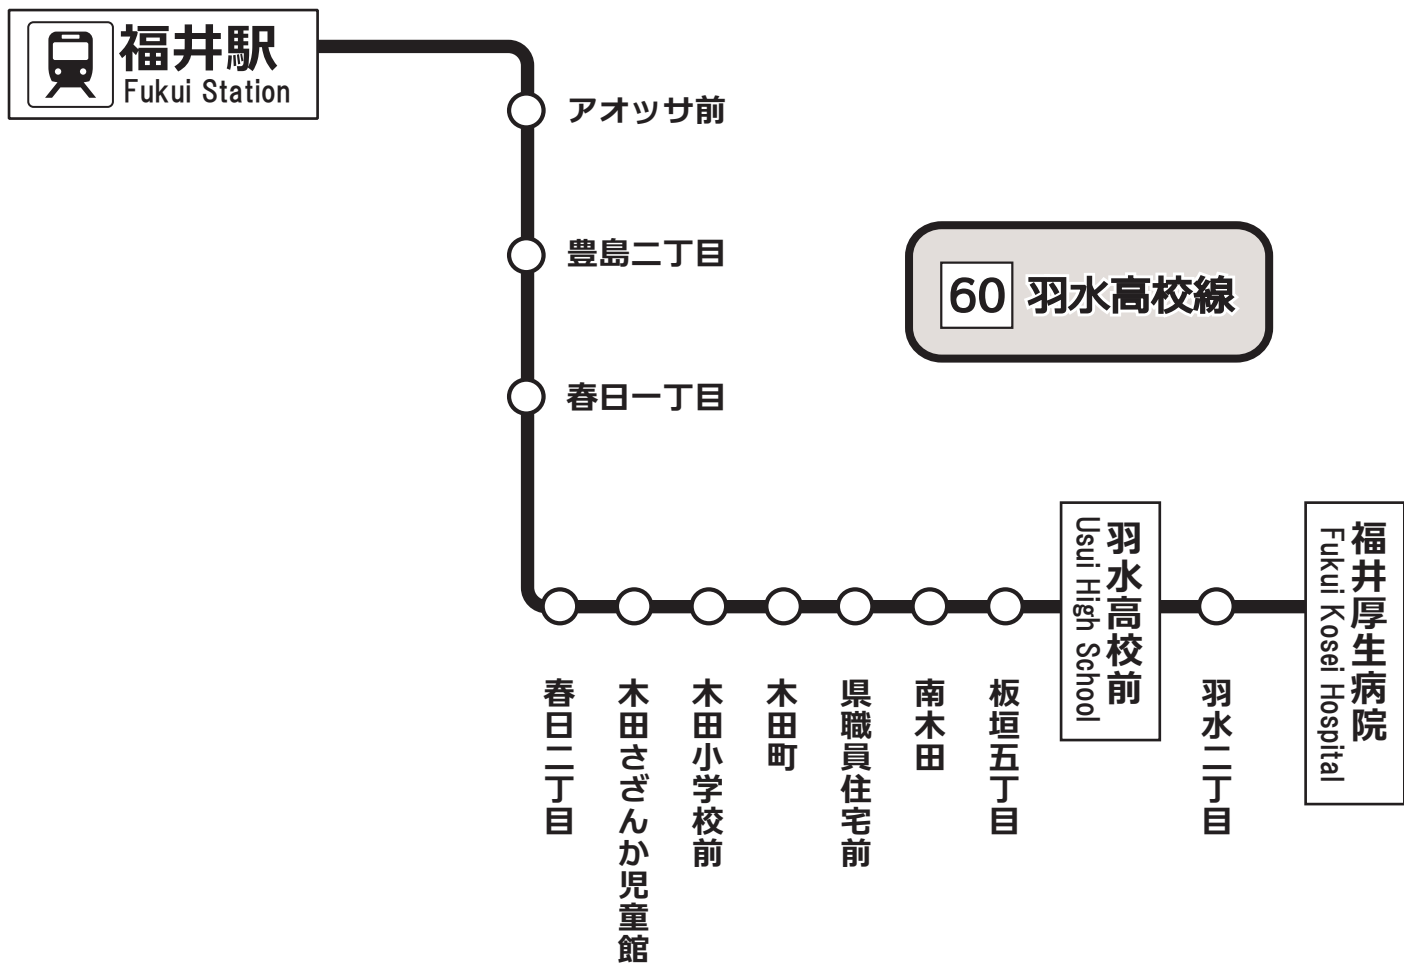 福井駅
Fukui Station
アオッサ前
豊島二丁目
春日一丁目
60 羽水高校線
春日二丁目
木田さざんか児童館
木田小学校前
木田町
県職員住宅前
南木田
板垣五丁目
羽水高校前
Usui High School
羽水二丁目
福井厚生病院
Fukui Kosei Hospital